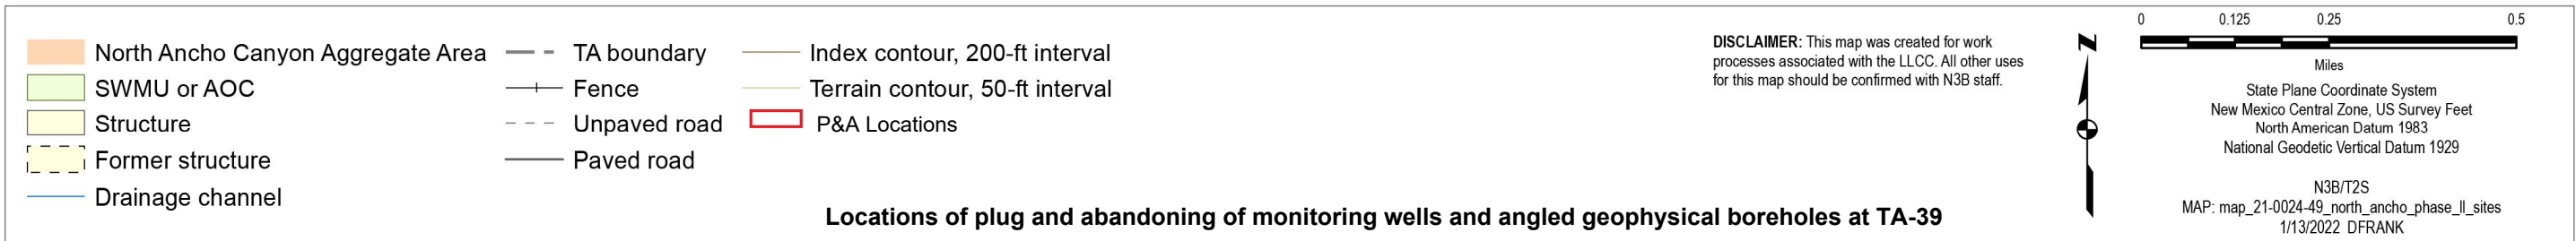 North Ancho Canyon Aggregate Area
SWMU or AOC
Structure
Former structure
Drainage channel
TA boundary
Fence
Unpaved road
Paved road
Index contour, 200-ft interval
Terrain contour, 50-ft interval
P&A Locations
Locations of plug and abandoning of monitoring wells and angled geophysical boreholes at TA-39
DISCLAIMER: This map was created for work
processes associated with the LLCC. All other uses
for this map should be confirmed with N3B staff.
N
0 0.125 0.25 0.5
Miles
State Plane Coordinate System
New Mexico Central Zone, US Survey Feet
North American Datum 1983
National Geodetic Vertical Datum 1929
N3B/T2S
MAP: map_21-0024-49_north_ancho_phase_II_sites
1/13/2022 DFRANK